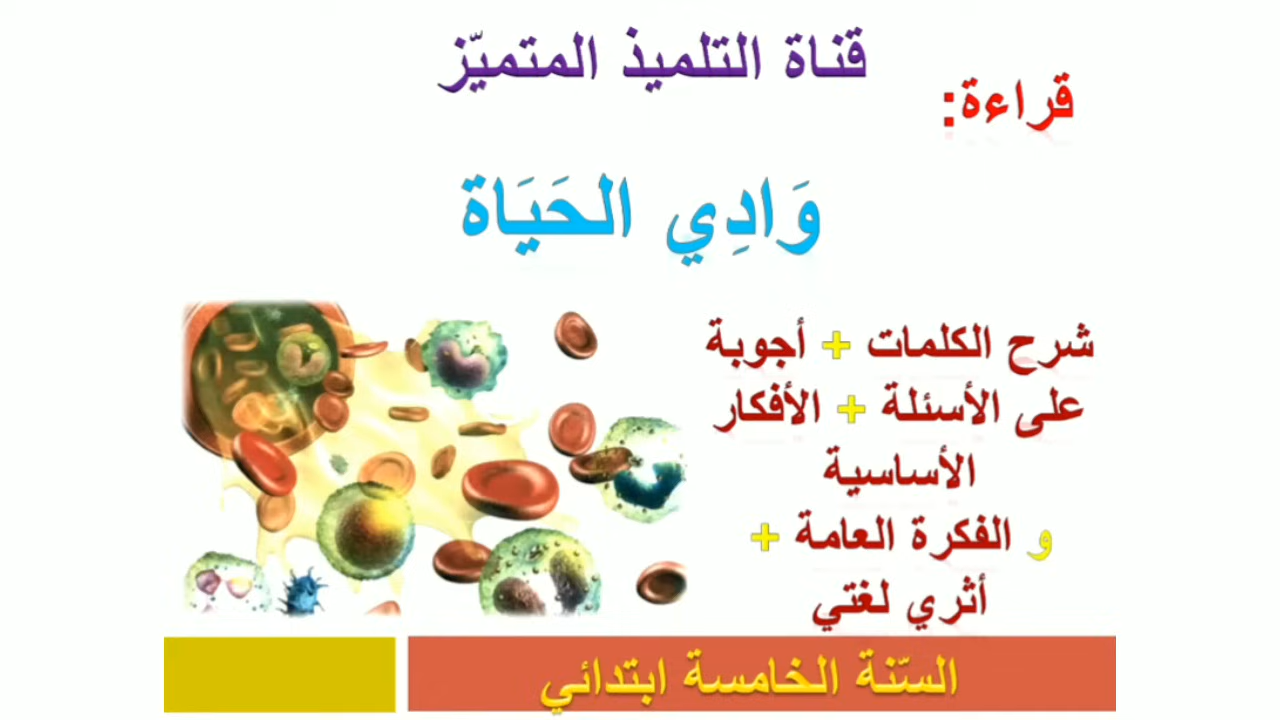 قناة التلميذ المتميّز
قراءة:
وَادِي الحَيَاة
شرح الكلمات + أجوبة
على الأسئلة + الأفكار
الأساسية
و الفكرة العامة +
أثري لغتي
السّنة الخامسة ابتدائي